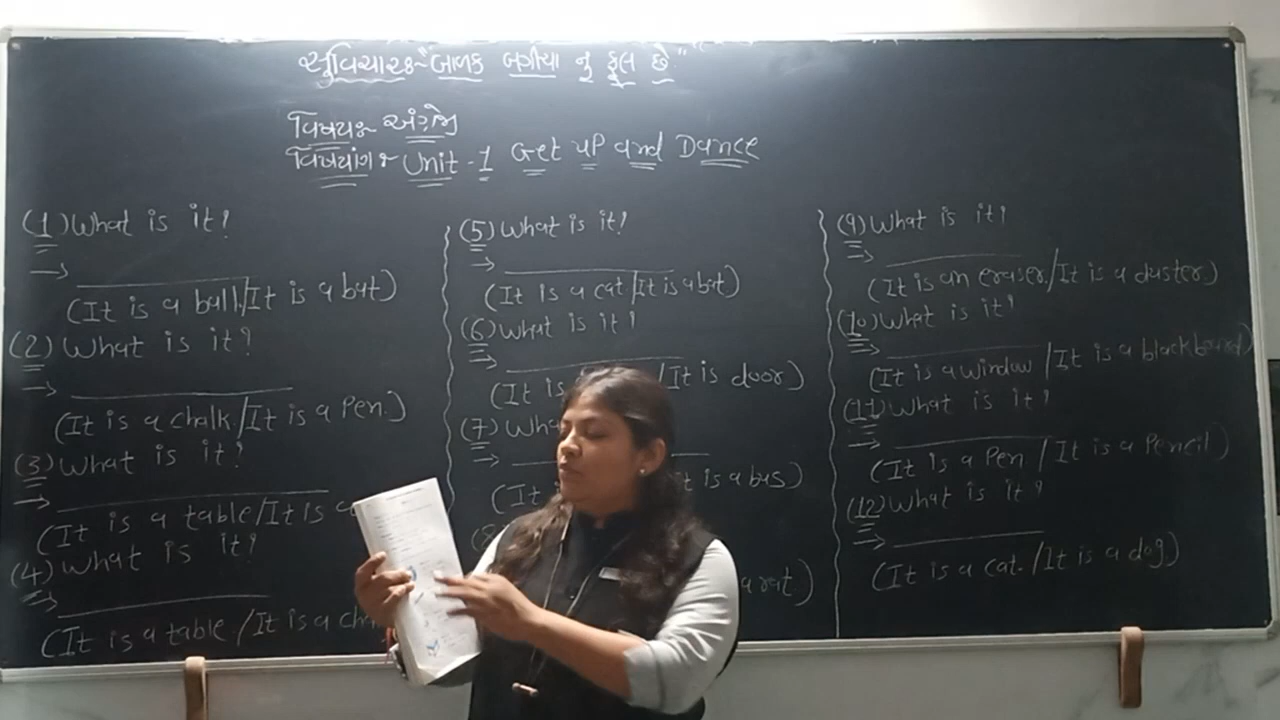 સુવિચારઃ- "બાળક બગીચા નુ ફૂલ છે"
વિષયઃ- અંગ્રેજી
વિષયાંગઃ- Unit-1 Get up and Dance
(1) What is it?
→
(It is a ball./It is a bat)
(2) What is it?
→
(It is a chalk./It is a Pen.)
(3) What is it?
→
(It is a table/It is a
(4) What is it?
→
(It is a table./It is a
(5) What is it?
→
(It is a cat/It is a bat)
(6) What is it?
→
(It is /It is door)
(7)
→
(It is a bus)
a rat)
(9) What is it?
→
(It is an eraser./It is a duster.)
(10) What is it?
→
(It is a window/It is a blackboard)
(11) What is it?
→
(It is a Pen/It is a Pencil)
(12) What is it?
→
(It is a cat./It is a dog)